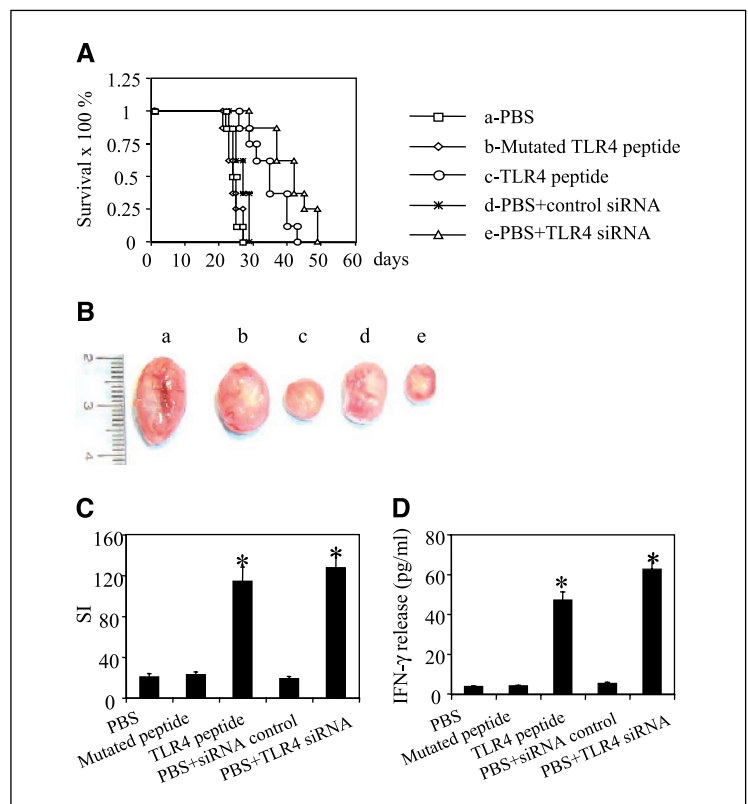 A
Survival x 100 %
1.25
1
0.75
0.5
0.25
0
0 10 20 30 40 50 60 days
a-PBS
b-Mutated TLR4 peptide
c-TLR4 peptide
d-PBS+control siRNA
e-PBS+TLR4 siRNA
B
a b c d e
2
3
4
C
SI
160
120
80
40
0
* *
PBS
Mutated peptide
TLR4 peptide
PBS+siRNA control
PBS+TLR4 siRNA
D
IFN-γ release (pg/ml)
80
60
40
20
0
* *
PBS
Mutated peptide
TLR4 peptide
PBS+siRNA control
PBS+TLR4 siRNA